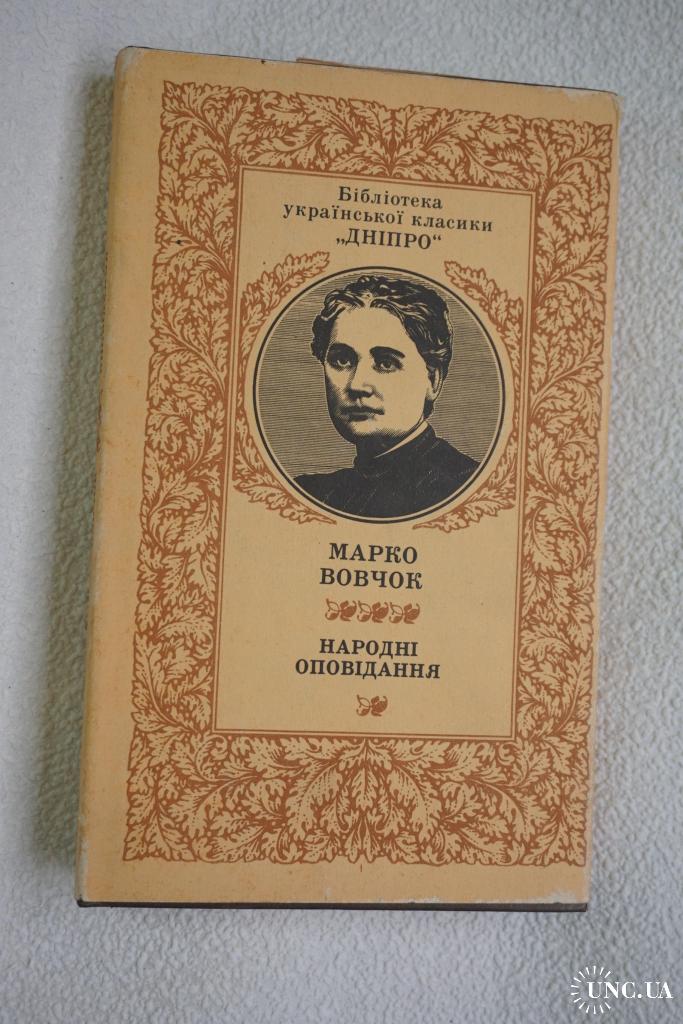 Бібліотека
української класики
„ДНІПРО“
МАРКО
ВОВЧОК
НАРОДНІ
ОПОВІДАННЯ
UNC.UA